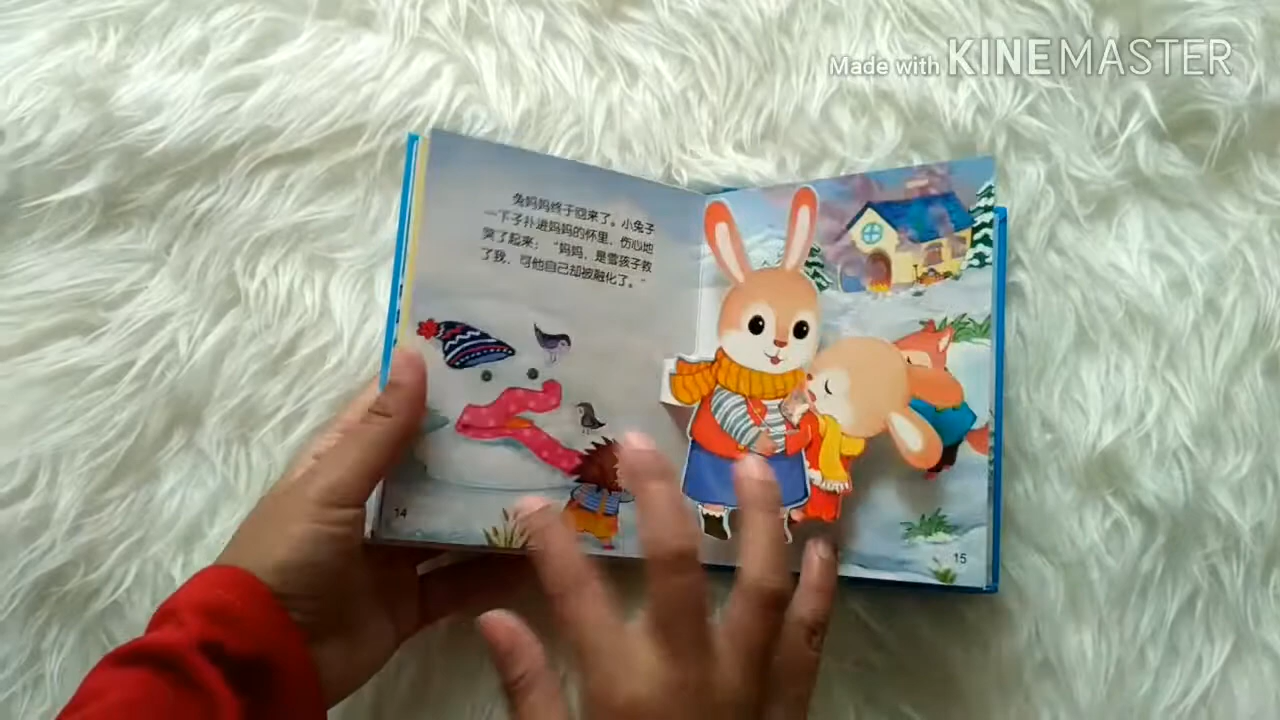 Made with KINEMASTER
兔妈妈终于回来了。小兔子
一下子扑进妈妈的怀里，伤心地
哭了起来：“妈妈，是雪孩子救
了我，可他自己却被融化了。”
14
15